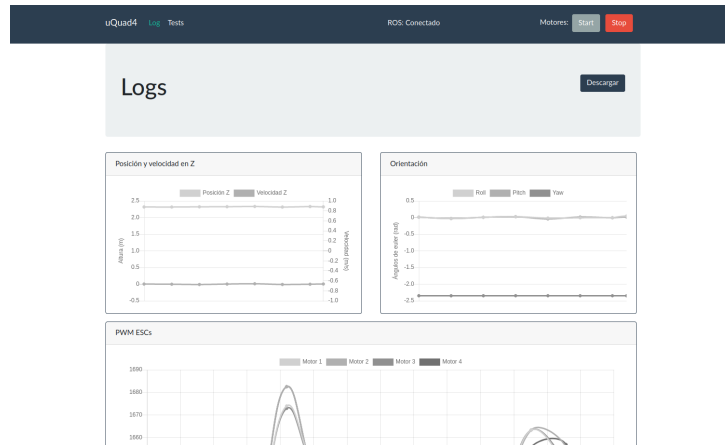 uQuad4 Log Tests ROS: Conectado Motores: Start Stop
Logs
Descargar
Posición y velocidad en Z
Posición Z Velocidad Z
2.5
2.0
1.5
1.0
0.5
0
-0.5
Altura (m)
1.0
0.8
0.6
0.4
0.2
0
-0.2
-0.4
-0.6
-0.8
-1.0
Velocidad (m/s)
Orientación
Roll Pitch Yaw
0.5
0
-0.5
-1.0
-1.5
-2.0
-2.5
Ángulos de euler (rad)
PWM ESCs
Motor 1 Motor 2 Motor 3 Motor 4
1690
1680
1670
1660